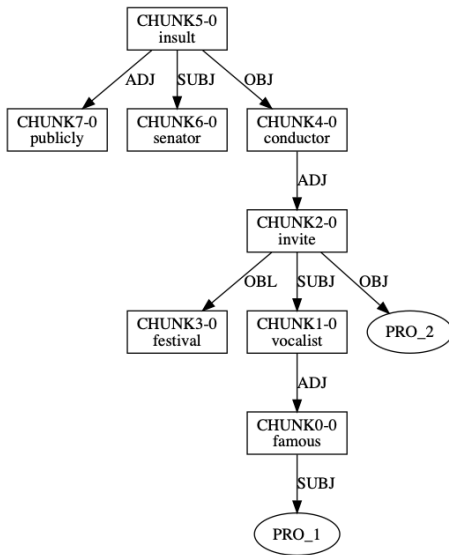 CHUNK5-0
insult
ADJ SUBJ OBJ
CHUNK7-0 CHUNK6-0 CHUNK4-0
publicly senator conductor
ADJ
CHUNK2-0
invite
OBL SUBJ OBJ
CHUNK3-0 CHUNK1-0 PRO_2
festival vocalist
ADJ
CHUNK0-0
famous
SUBJ
PRO_1